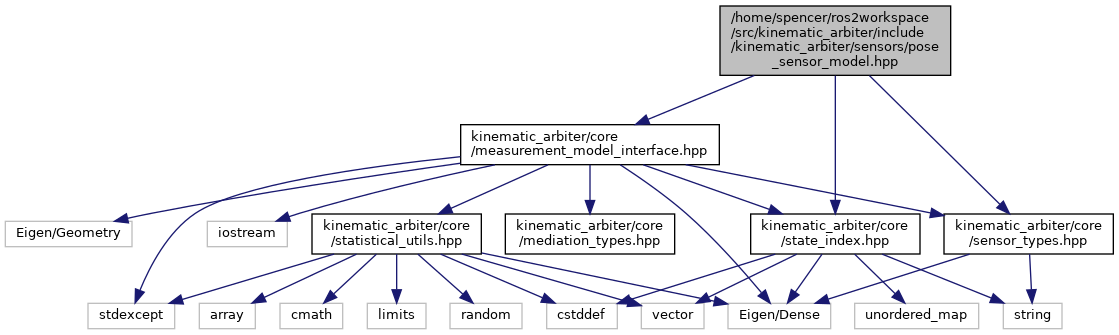 /home/spencer/ros2workspace
/src/kinematic_arbiter/include
/kinematic_arbiter/sensors/pose
_sensor_model.hpp
kinematic_arbiter/core
/measurement_model_interface.hpp
Eigen/Geometry
iostream
kinematic_arbiter/core
/statistical_utils.hpp
kinematic_arbiter/core
/mediation_types.hpp
kinematic_arbiter/core
/state_index.hpp
kinematic_arbiter/core
/sensor_types.hpp
stdexcept
array
cmath
limits
random
cstddef
vector
Eigen/Dense
unordered_map
string